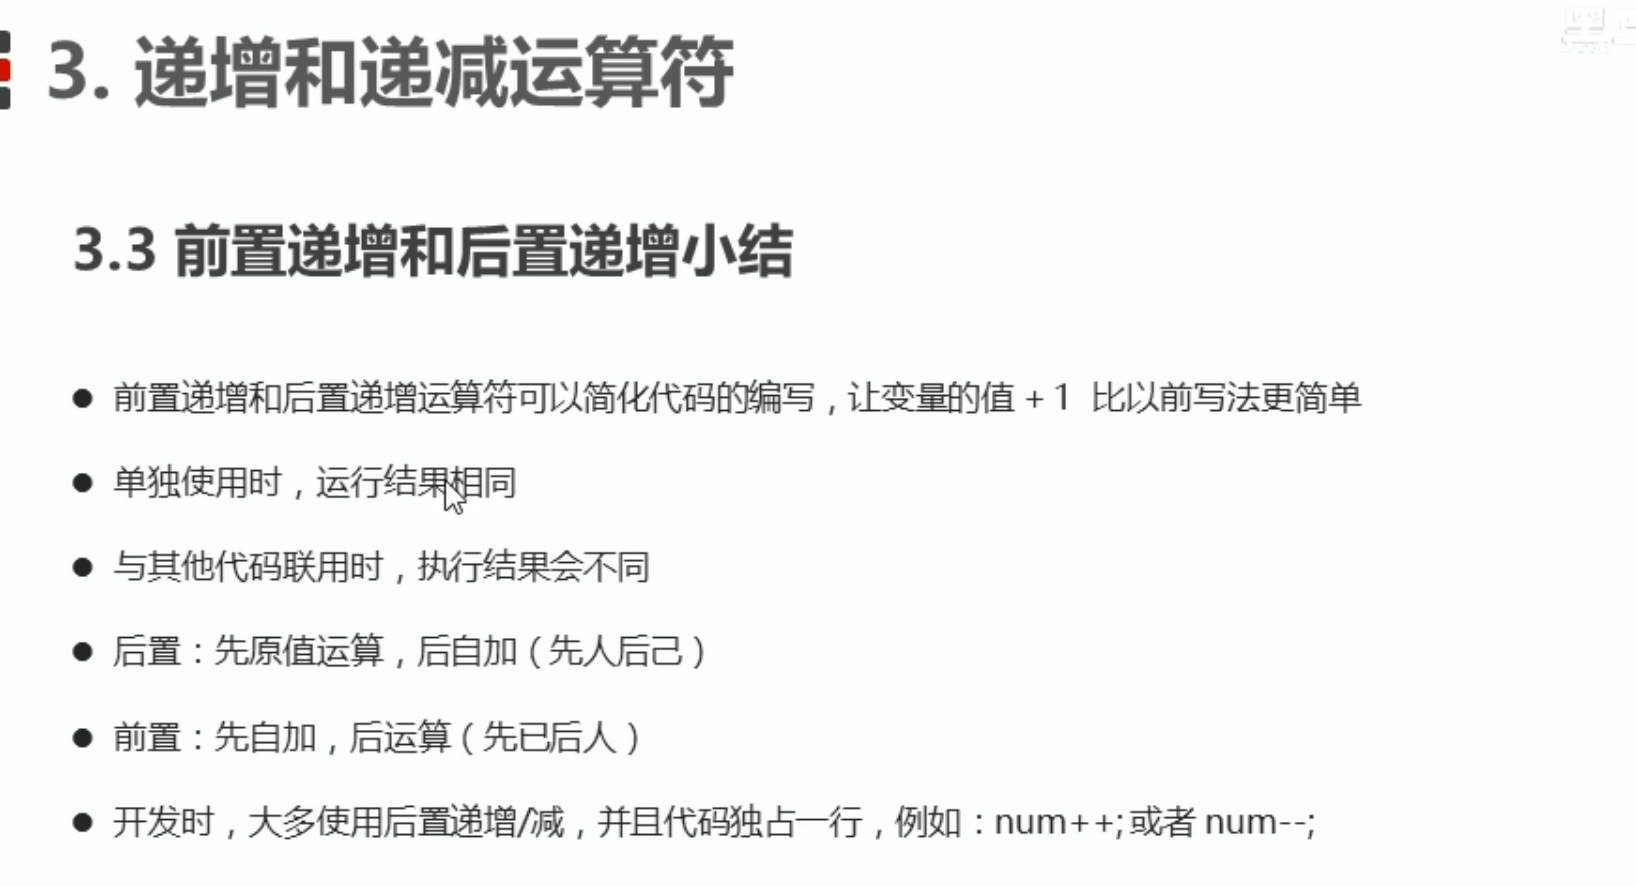 3. 递增和递减运算符
3.3 前置递增和后置递增小结
● 前置递增和后置递增运算符可以简化代码的编写，让变量的值 + 1 比以前写法更简单
● 单独使用时，运行结果相同
● 与其他代码联用时，执行结果会不同
● 后置：先原值运算，后自加（先人后己）
● 前置：先自加，后运算（先已后人）
● 开发时，大多使用后置递增/减，并且代码独占一行，例如：num++; 或者 num--;